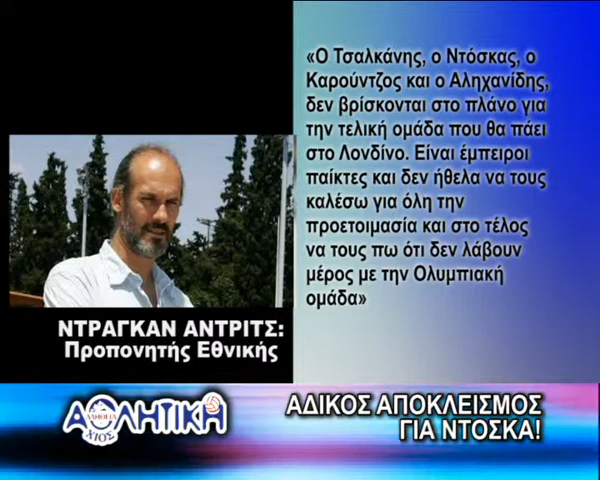 «Ο Τσαλκάνης, ο Ντόσκας, ο
Καρούντζος και ο Αληχανίδης,
δεν βρίσκονται στο πλάνο για
την τελική ομάδα που θα πάει
στο Λονδίνο. Είναι έμπειροι
παίκτες και δεν ήθελα να τους
καλέσω για όλη την
προετοιμασία και στο τέλος
να τους πω ότι δεν λάβουν
μέρος με την Ολυμπιακή
ομάδα»
ΝΤΡΑΓΚΑΝ ΑΝΤΡΙΤΣ:
Προπονητής Εθνικής
ΑΘΛΗΤΙΚΗ
ΑΛΗΘΕΙΑ
ΧΙΟΣ
ΑΔΙΚΟΣ ΑΠΟΚΛΕΙΣΜΟΣ
ΓΙΑ ΝΤΟΣΚΑ!